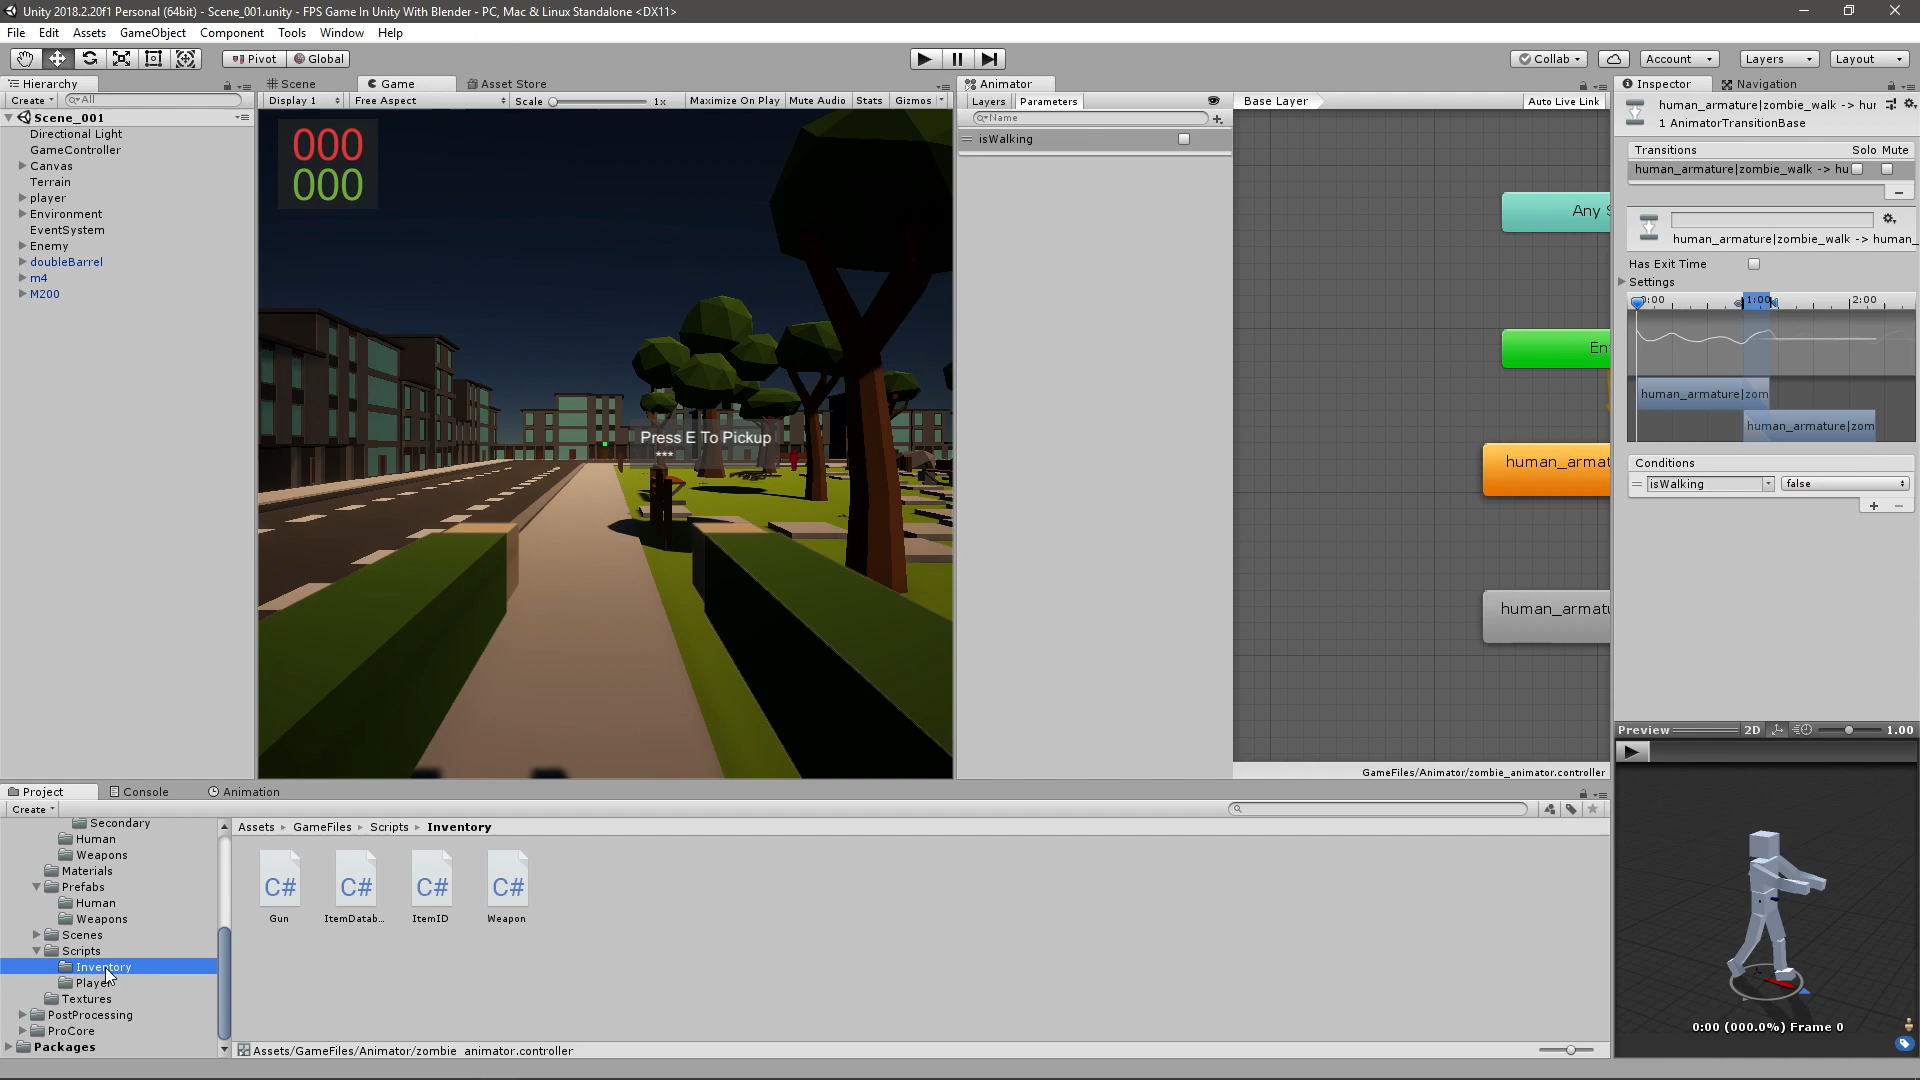 Unity 2018.2.20f1 Personal (64bit) - Scene_001.unity - FPS Game In Unity With Blender - PC, Mac & Linux Standalone <DX11>
File Edit Assets GameObject Component Tools Window Help
Pivot Global Collab Account Layers Layout
Hierarchy Scene Game Asset Store Animator Inspector Navigation
Create All
Display 1 Free Aspect Scale 1x Maximize On Play Mute Audio Stats Gizmos
Layers Parameters Base Layer Auto Live Link
Name
isWalking
Scene_001
Directional Light
GameController
Canvas
Terrain
player
Environment
EventSystem
Enemy
doubleBarrel
m4
M200
000
000
Press E To Pickup
***
Any S
En
human_armat
human_armatu
GameFiles/Animator/zombie_animator.controller
human_armature|zombie_walk -> hur
1 AnimatorTransitionBase
Transitions Solo Mute
human_armature|zombie_walk -> hu
human_armature|zombie_walk -> human_
Has Exit Time
Settings
0:00 1:00 2:00
human_armature|zom
human_armature|zom
Conditions
isWalking false
Preview 2D 1.00
0:00 (000.0%) Frame 0
Project Console Animation
Create
Secondary
Human
Weapons
Materials
Prefabs
Human
Weapons
Scenes
Scripts
Inventory
Player
Textures
PostProcessing
ProCore
Packages
Assets GameFiles Scripts Inventory
C# C# C# C#
Gun ItemDatab... ItemID Weapon
Assets/GameFiles/Animator/zombie_animator.controller